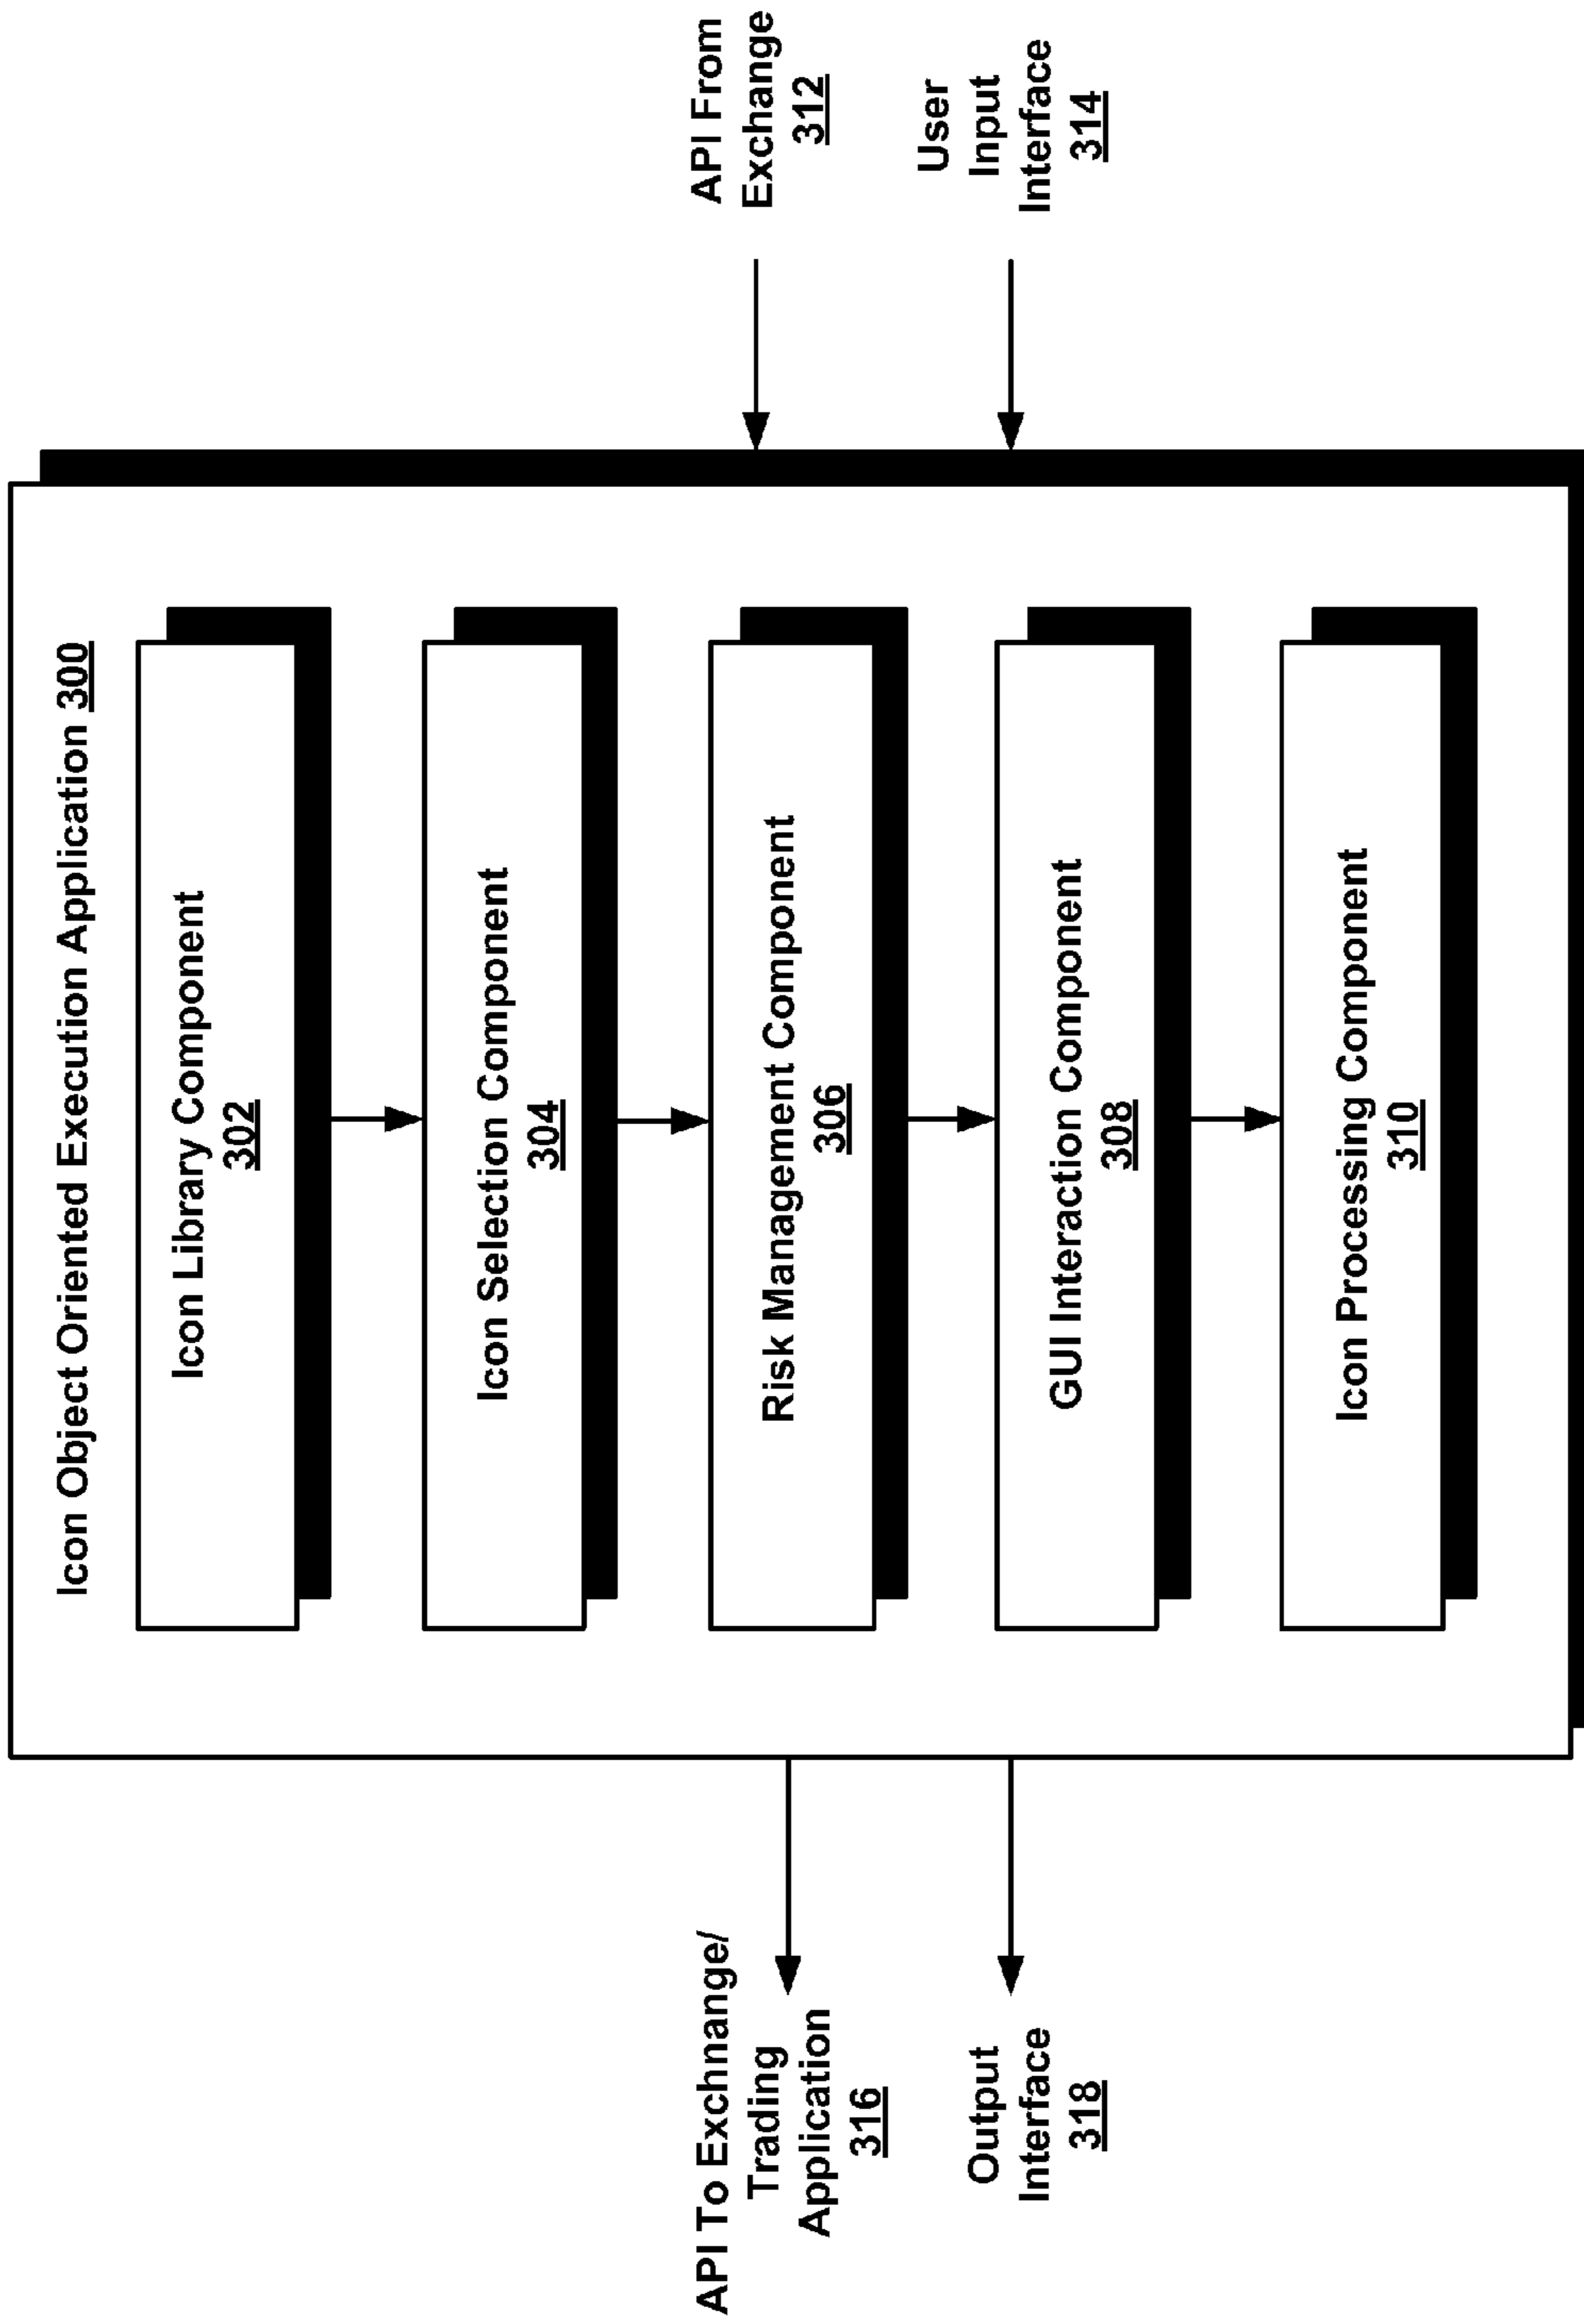 Icon Object Oriented Execution Application 300
Icon Library Component
302
Icon Selection Component
304
Risk Management Component
306
GUI Interaction Component
308
Icon Processing Component
310
API From
Exchange
312
User
Input
Interface
314
API To Exchnange/
Trading
Application
316
Output
Interface
318